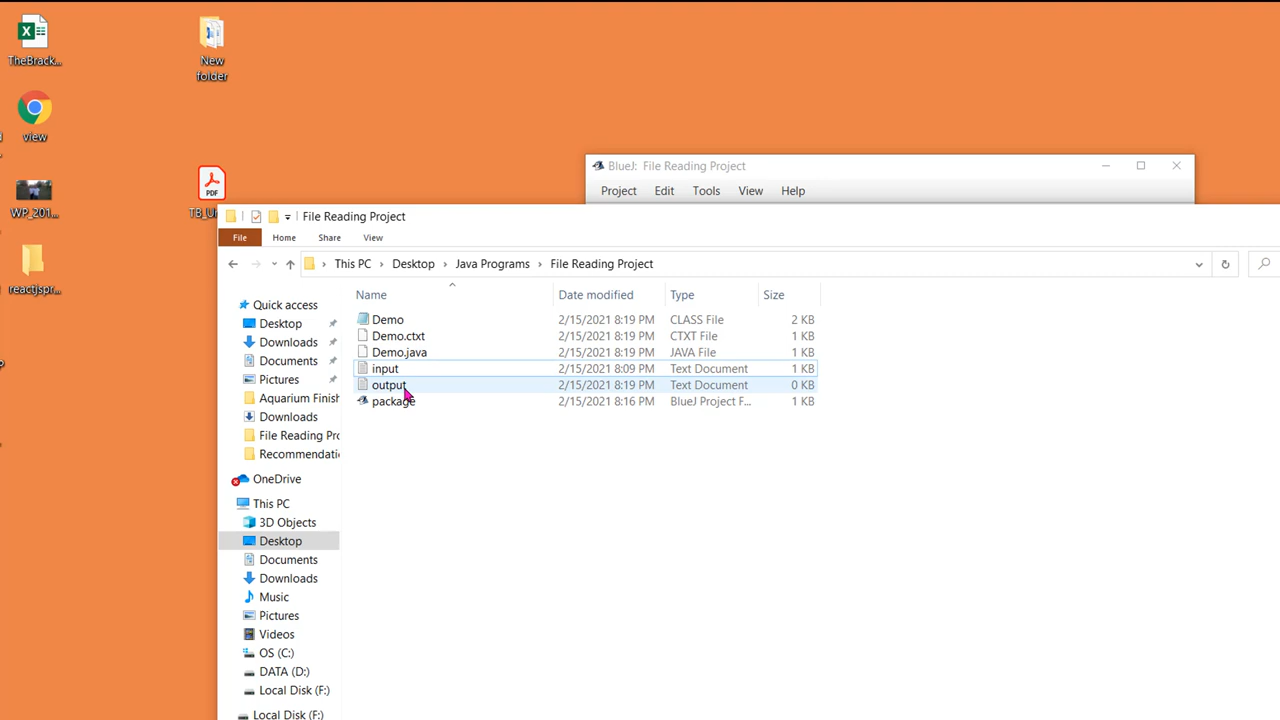 TheBrack...
New
folder
view
WP_201...
PDF
reactjspr...
BlueJ: File Reading Project
Project Edit Tools View Help
File Reading Project
File Home Share View
This PC › Desktop › Java Programs › File Reading Project
Name Date modified Type Size
Quick access
Desktop
Downloads
Documents
Pictures
Aquarium Finish
Downloads
File Reading Pro
Recommendatio
OneDrive
This PC
3D Objects
Desktop
Documents
Downloads
Music
Pictures
Videos
OS (C:)
DATA (D:)
Local Disk (F:)
Local Disk (F:)
Demo 2/15/2021 8:19 PM CLASS File 2 KB
Demo.ctxt 2/15/2021 8:19 PM CTXT File 1 KB
Demo.java 2/15/2021 8:19 PM JAVA File 1 KB
input 2/15/2021 8:09 PM Text Document 1 KB
output 2/15/2021 8:19 PM Text Document 0 KB
package 2/15/2021 8:16 PM BlueJ Project F... 1 KB